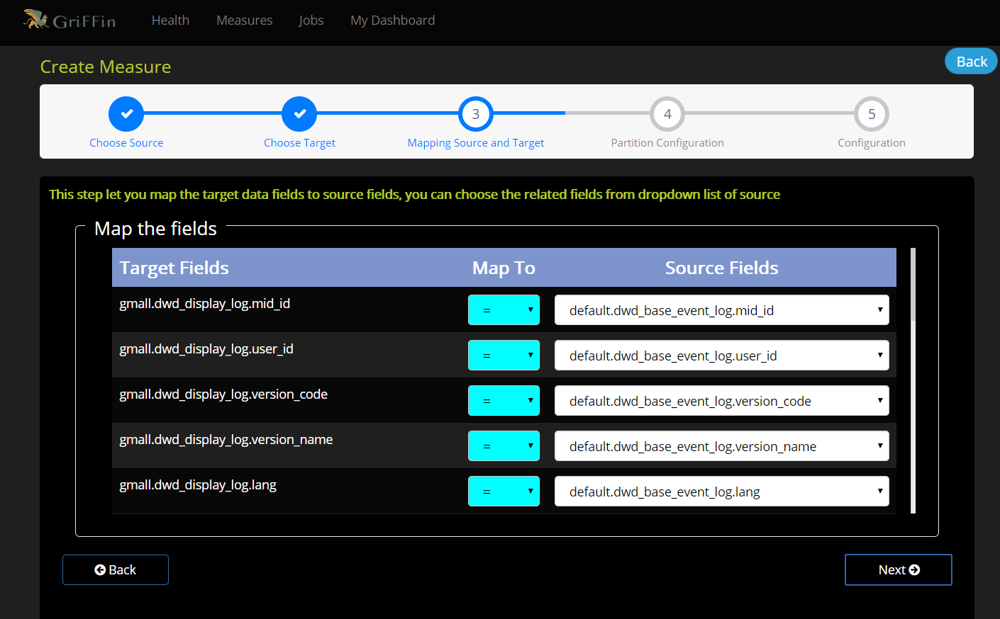 GriFFin Health Measures Jobs My Dashboard
Create Measure
Back
3 4 5
Choose Source Choose Target Mapping Source and Target Partition Configuration Configuration
This step let you map the target data fields to source fields, you can choose the related fields from dropdown list of source
Map the fields
Target Fields Map To Source Fields
gmall.dwd_display_log.mid_id = default.dwd_base_event_log.mid_id
gmall.dwd_display_log.user_id = default.dwd_base_event_log.user_id
gmall.dwd_display_log.version_code = default.dwd_base_event_log.version_code
gmall.dwd_display_log.version_name = default.dwd_base_event_log.version_name
gmall.dwd_display_log.lang = default.dwd_base_event_log.lang
Back Next